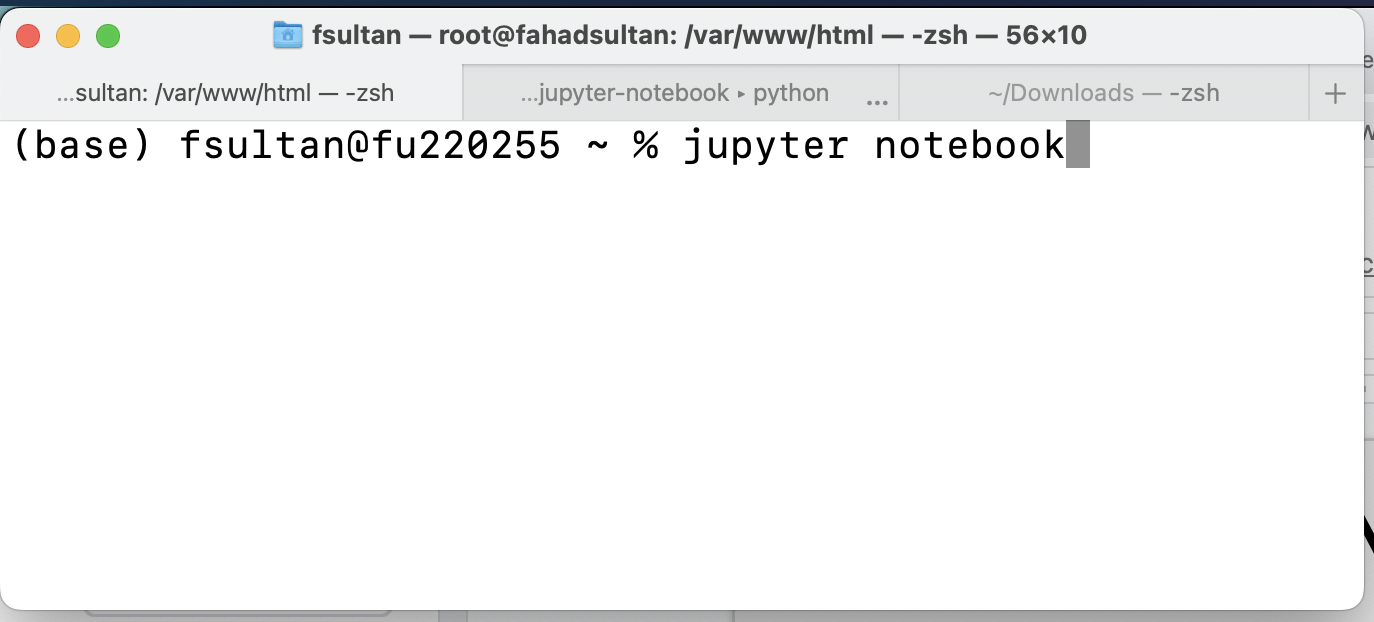 fsultan — root@fahadsultan: /var/www/html — -zsh — 56×10
...sultan: /var/www/html — -zsh
...jupyter-notebook ▸ python ...
~/Downloads — -zsh +
(base) fsultan@fu220255 ~ % jupyter notebook